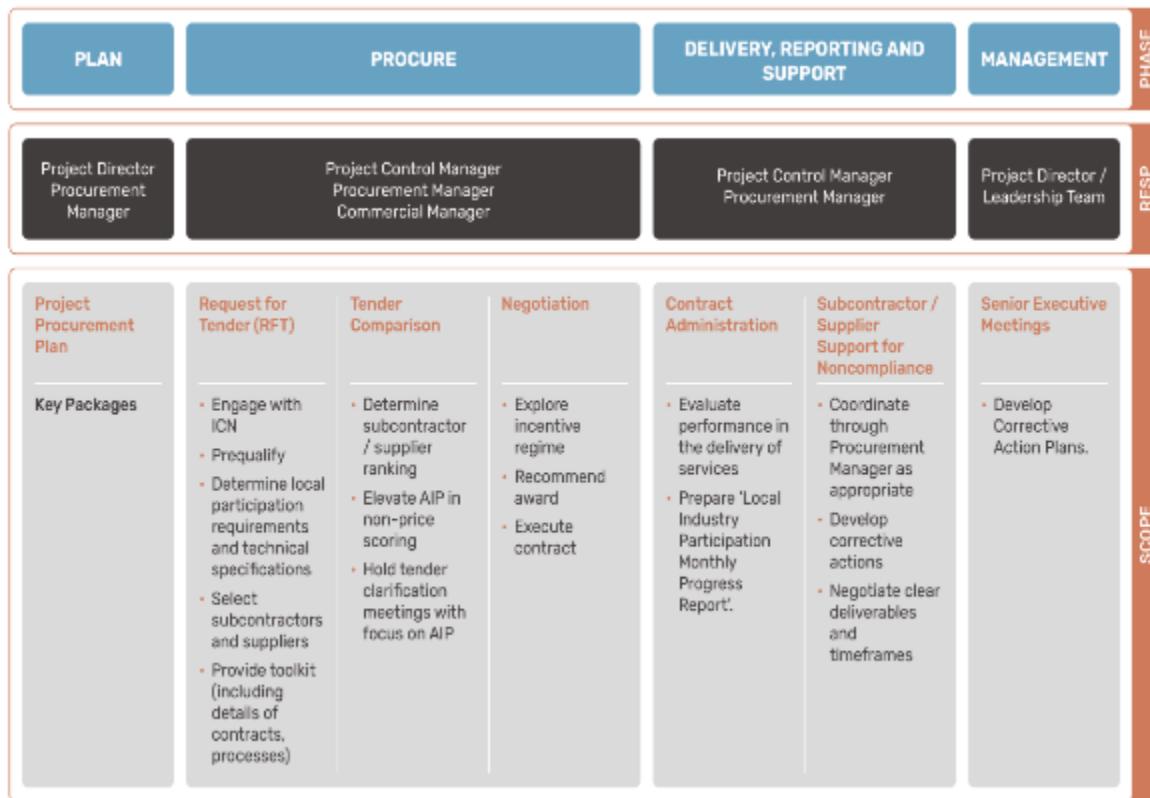 PLAN
PROCURE
DELIVERY, REPORTING AND
SUPPORT
MANAGEMENT
PHASE
Project Director
Procurement
Manager
Project Control Manager
Procurement Manager
Commercial Manager
Project Control Manager
Procurement Manager
Project Director /
Leadership Team
RESP
Project
Procurement
Plan
Key Packages
Request for
Tender (RFT)
• Engage with
ICN
• Prequalify
• Determine local
participation
requirements
and technical
specifications
• Select
subcontractors
and suppliers
• Provide toolkit
(including
details of
contracts,
processes)
Tender
Comparison
• Determine
subcontractor
/ supplier
ranking
• Elevate AIP in
non-price
scoring
• Hold tender
clarification
meetings with
focus on AIP
Negotiation
• Explore
incentive
regime
• Recommend
award
• Execute
contract
Contract
Administration
• Evaluate
performance in
the delivery of
services
• Prepare 'Local
Industry
Participation
Monthly
Progress
Report'.
Subcontractor /
Supplier
Support for
Noncompliance
• Coordinate
through
Procurement
Manager as
appropriate
• Develop
corrective
actions
• Negotiate clear
deliverables
and
timeframes
Senior Executive
Meetings
• Develop
Corrective
Action Plans.
SCOPE